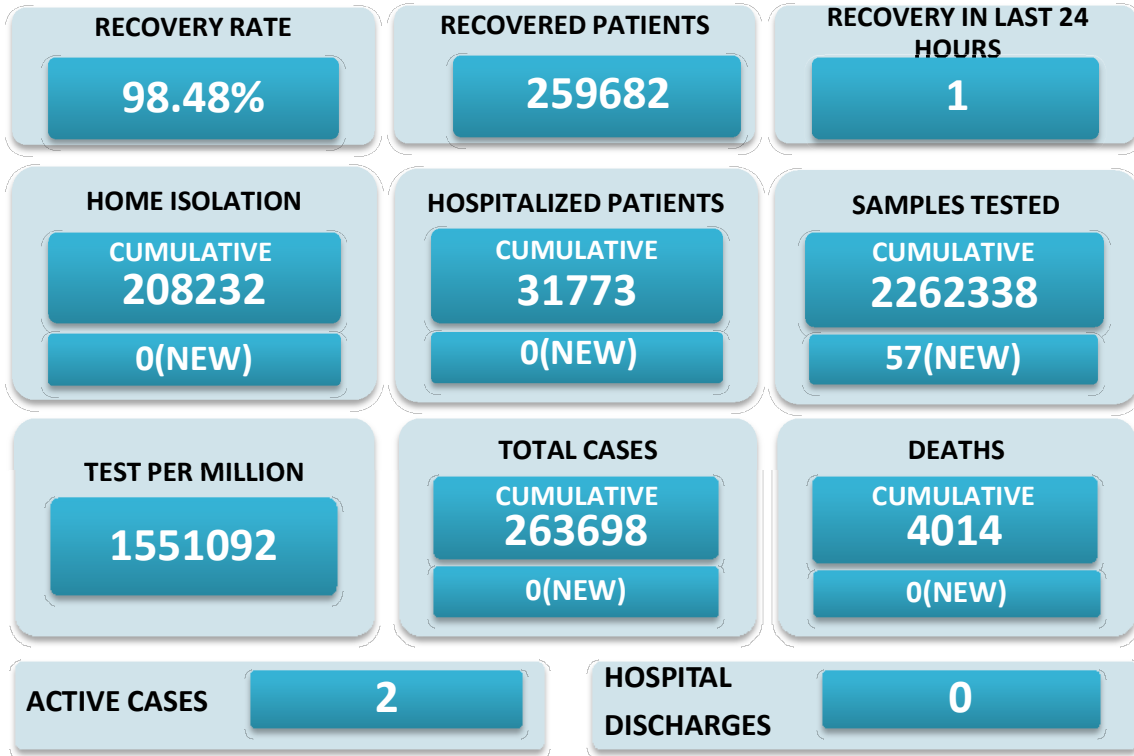 RECOVERY RATE
98.48%
RECOVERED PATIENTS
259682
RECOVERY IN LAST 24
HOURS
1
HOME ISOLATION
CUMULATIVE
208232
0(NEW)
HOSPITALIZED PATIENTS
CUMULATIVE
31773
0(NEW)
SAMPLES TESTED
CUMULATIVE
2262338
57(NEW)
TEST PER MILLION
1551092
TOTAL CASES
CUMULATIVE
263698
0(NEW)
DEATHS
CUMULATIVE
4014
0(NEW)
ACTIVE CASES
2
HOSPITAL
DISCHARGES
0